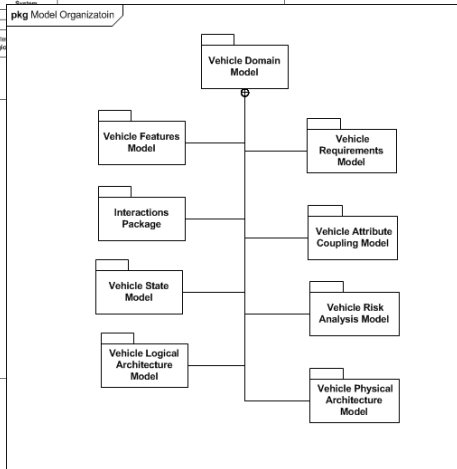 System
pkg Model Organizatoin
Vehicle Domain
Model
Vehicle Features
Model
Vehicle
Requirements
Model
Interactions
Package
Vehicle Attribute
Coupling Model
Vehicle State
Model
Vehicle Risk
Analysis Model
Vehicle Logical
Architecture
Model
Vehicle Physical
Architecture
Model